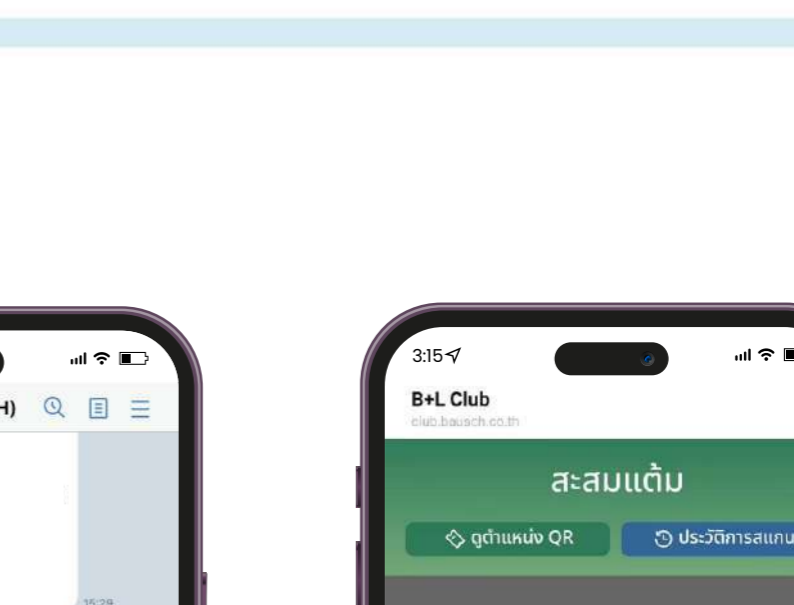 H)
15:29
3:15
B+L Club
club.bausch.co.th
สะสมแต้ม
ดูตำแหน่ง QR
ประวัติการสแกน